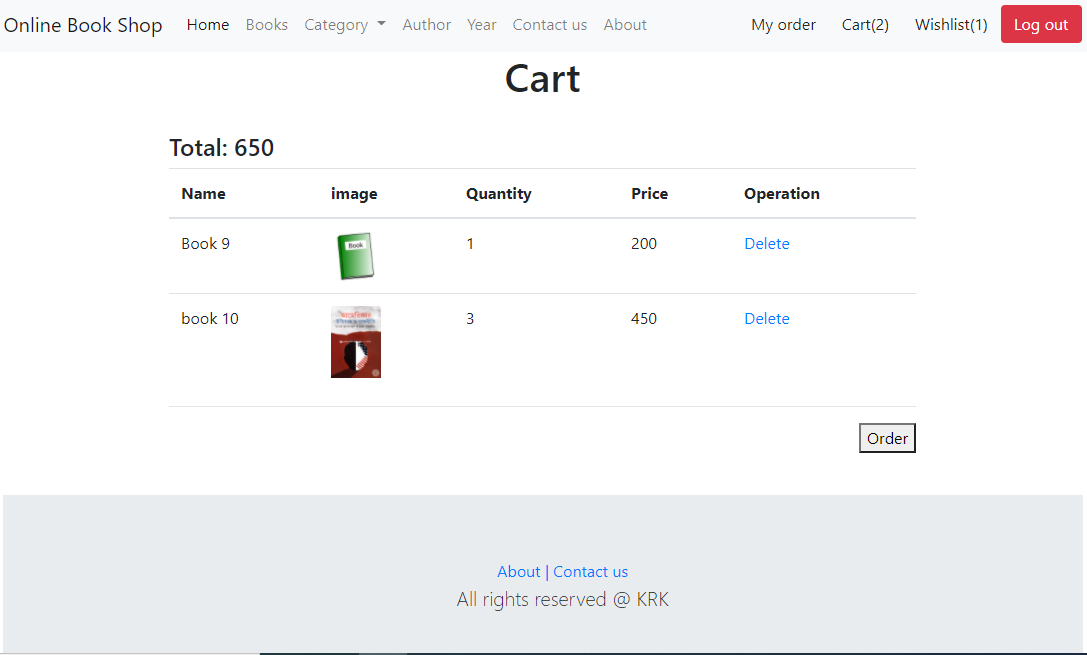 Online Book Shop Home Books Category Author Year Contact us About My order Cart(2) Wishlist(1) Log out
Cart
Total: 650
Name image Quantity Price Operation
Book 9 Book 1 200 Delete
book 10 3 450 Delete
Order
About | Contact us
All rights reserved @ KRK